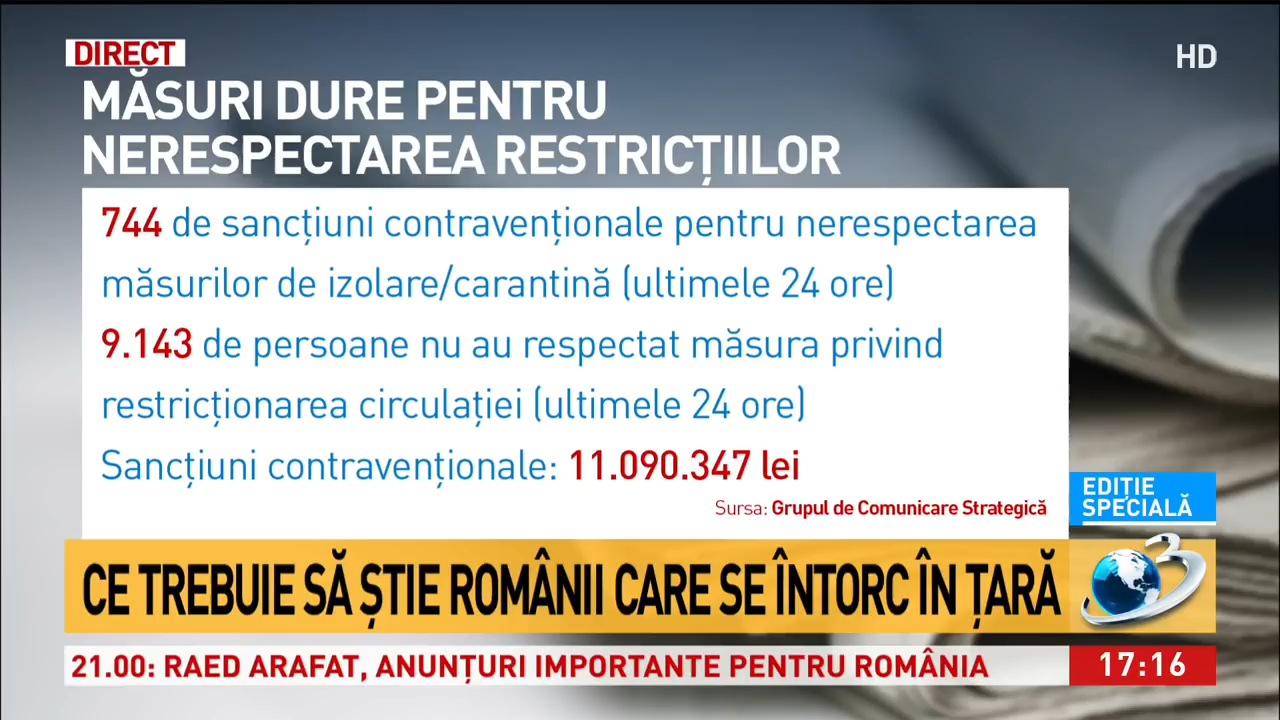 DIRECT
HD
MĂSURI DURE PENTRU
NERESPECTAREA RESTRICȚIILOR
744 de sancțiuni contravenționale pentru nerespectarea
măsurilor de izolare/carantină (ultimele 24 ore)
9.143 de persoane nu au respectat măsura privind
restricționarea circulației (ultimele 24 ore)
Sancțiuni contravenționale: 11.090.347 lei
Sursa: Grupul de Comunicare Strategică
EDIȚIE
SPECIALĂ
CE TREBUIE SĂ ȘTIE ROMÂNII CARE SE ÎNTORC ÎN ȚARĂ
3
21.00: RAED ARAFAT, ANUNȚURI IMPORTANTE PENTRU ROMÂNIA
17:16